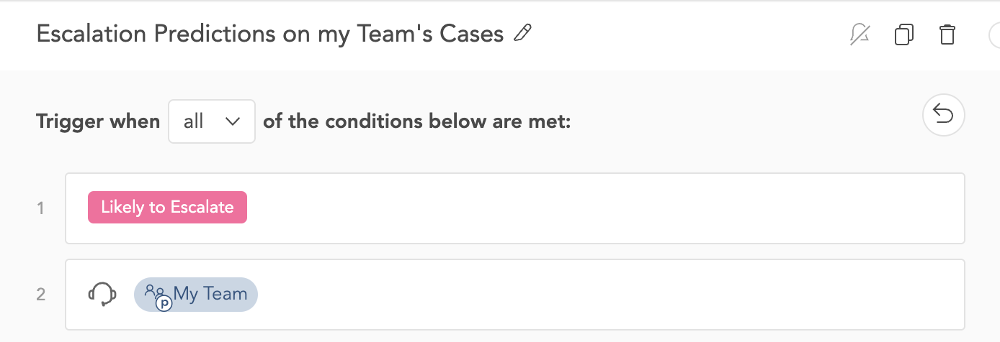 Escalation Predictions on my Team's Cases
Trigger when all of the conditions below are met:
1 Likely to Escalate
2 p My Team